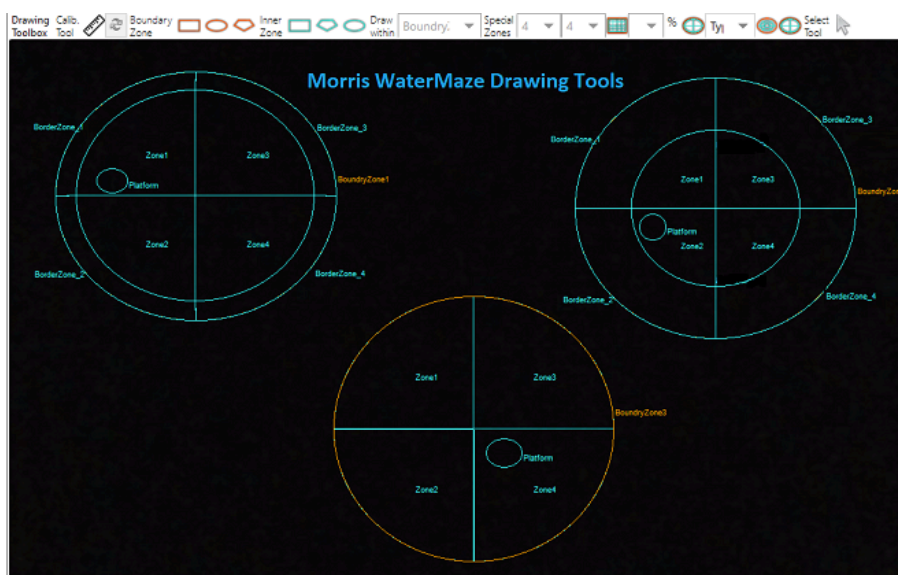 Drawing Toolbox Calib. Tool Boundary Zone Inner Zone Draw within Boundry: Special Zones 4 4 % Typ Select Tool
Morris WaterMaze Drawing Tools
BorderZone_1
BorderZone_3
Zone1
Zone3
BoundryZone1
Platform
Zone2
Zone4
BorderZone_2
BorderZone_4
BorderZone_1
BorderZone_3
Zone1
Zone3
BoundryZon
Platform
Zone2
Zone4
BorderZone_2
BorderZone_4
Zone1
Zone3
BoundryZone3
Platform
Zone2
Zone4